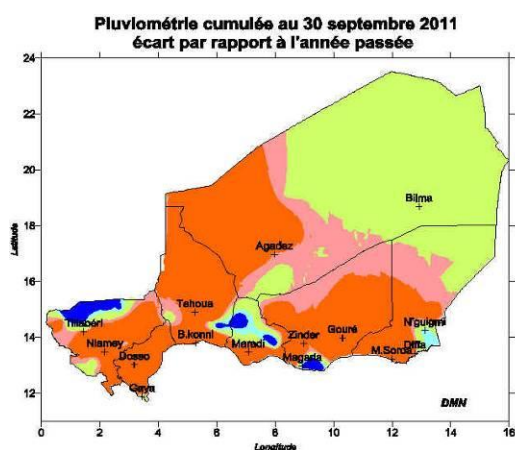 Pluviométrie cumulée au 30 septembre 2011
écart par rapport à l'année passée
24
22
20
18
16
14
12
Latitude
Bilma
Agadez
Tahoua
Tillabéri
Niamey
Dosso
Gaya
B.konni
Maradi
Zinder
Magaria
Gouré
N'guigmi
Diffa
M.Soroa
DMN
0 2 4 6 8 10 12 14 16
Longitude